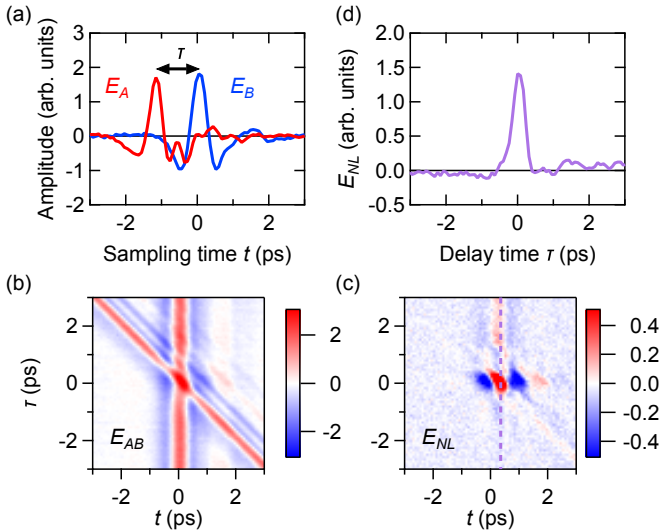 (a)
Amplitude (arb. units)
3
2
1
0
-1
-2
τ
E_A
E_B
-2
0
2
Sampling time t (ps)
(d)
E_NL (arb. units)
1.5
1.0
0.5
0.0
-0.5
-2
0
2
Delay time τ (ps)
(b)
τ (ps)
2
0
-2
E_AB
-2
0
2
t (ps)
2
0
-2
(c)
2
0
-2
E_NL
-2
0
2
t (ps)
0.4
0.2
0.0
-0.2
-0.4